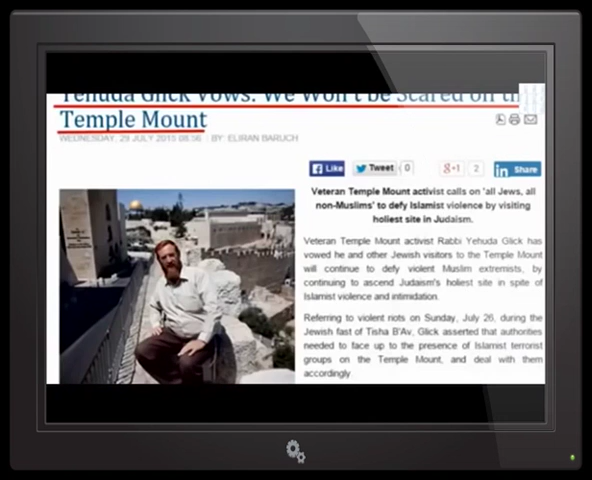 Yehuda Glick Vows: We Won't be Scared on th
Temple Mount
WEDNESDAY, 29 JULY 2015 08:56 | BY: ELIRAN BARUCH
f Like
Tweet 0
g+1 2
in Share
Veteran Temple Mount activist calls on 'all Jews, all
non-Muslims' to defy Islamist violence by visiting
holiest site in Judaism.
Veteran Temple Mount activist Rabbi Yehuda Glick has
vowed he and other Jewish visitors to the Temple Mount
will continue to defy violent Muslim extremists, by
continuing to ascend Judaism's holiest site in spite of
Islamist violence and intimidation.
Referring to violent riots on Sunday, July 26, during the
Jewish fast of Tisha B'Av, Glick asserted that authorities
needed to face up to the presence of Islamist terrorist
groups on the Temple Mount, and deal with them
accordingly